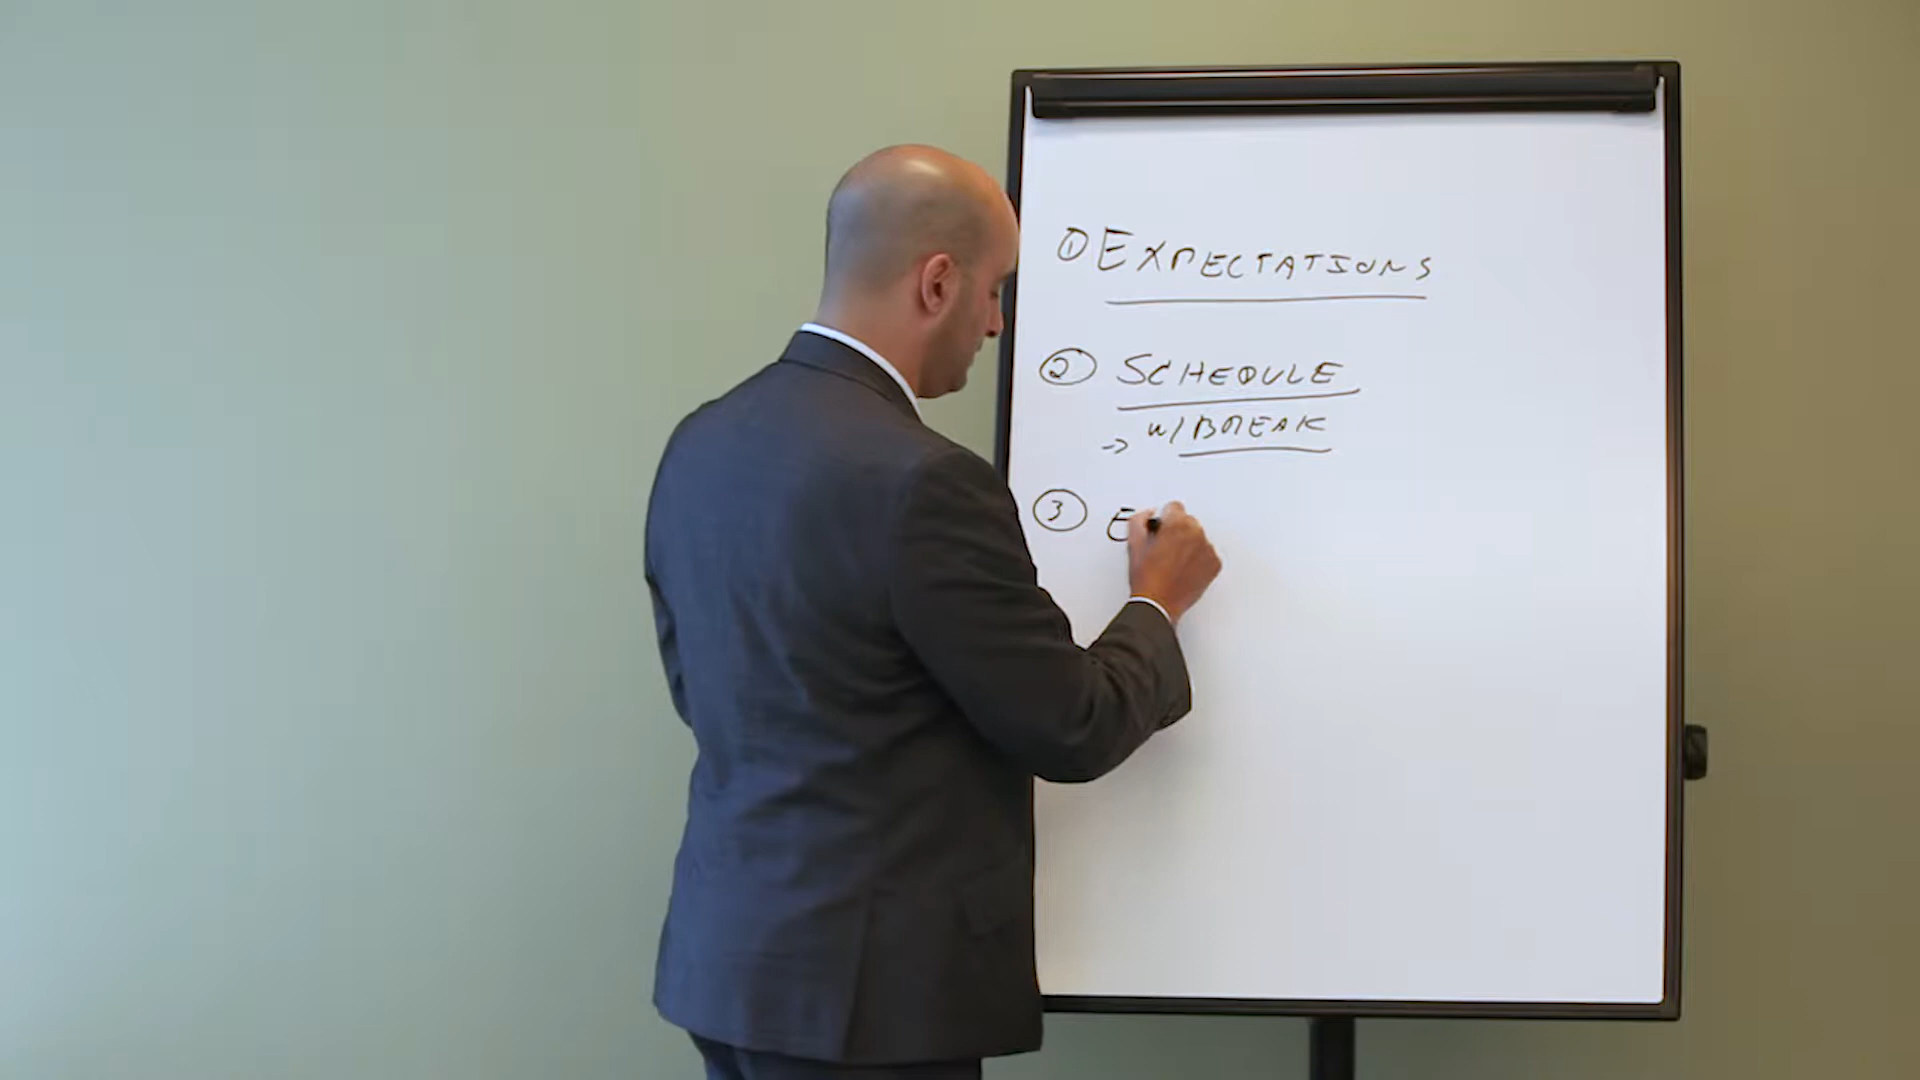 ① EXPECTATIONS
② SCHEDULE
→ W/ BREAK
③ E